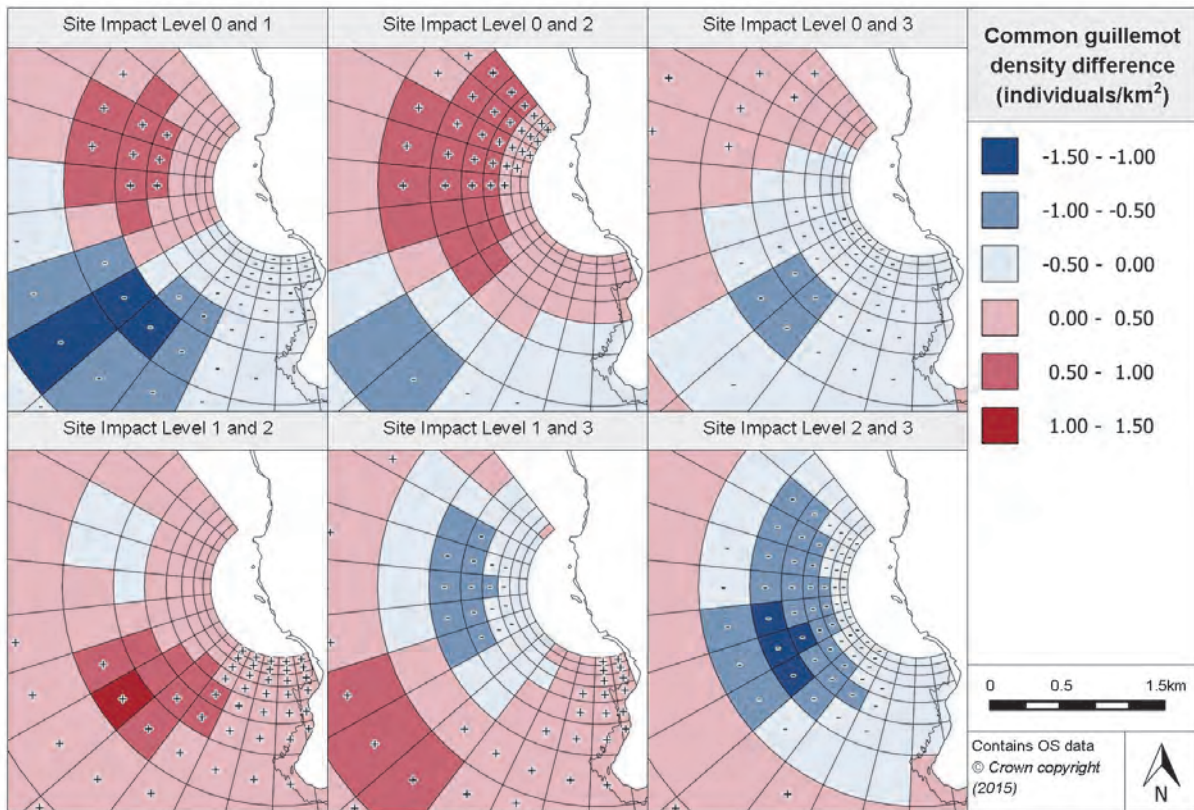 Site Impact Level 0 and 1
Site Impact Level 0 and 2
Site Impact Level 0 and 3
Common guillemot
density difference
(individuals/km²)
-1.50 - -1.00
-1.00 - -0.50
-0.50 - 0.00
0.00 - 0.50
0.50 - 1.00
1.00 - 1.50
Site Impact Level 1 and 2
Site Impact Level 1 and 3
Site Impact Level 2 and 3
0 0.5 1.5km
Contains OS data
© Crown copyright
(2015)
N